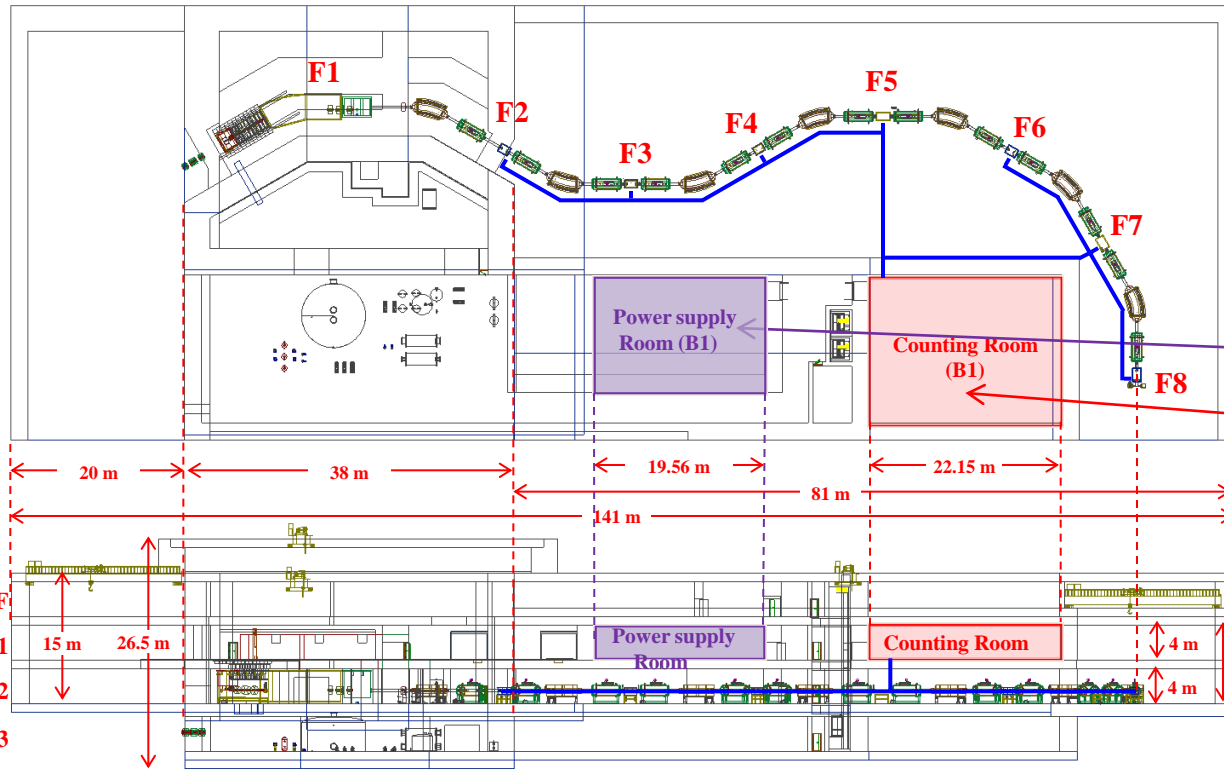 F1
F2
F3
F4
F5
F6
F7
F8
Power supply
Room (B1)
Counting Room
(B1)
20 m
38 m
19.56 m
22.15 m
81 m
141 m
F
1
2
3
15 m
26.5 m
Power supply
Room
Counting Room
4 m
4 m